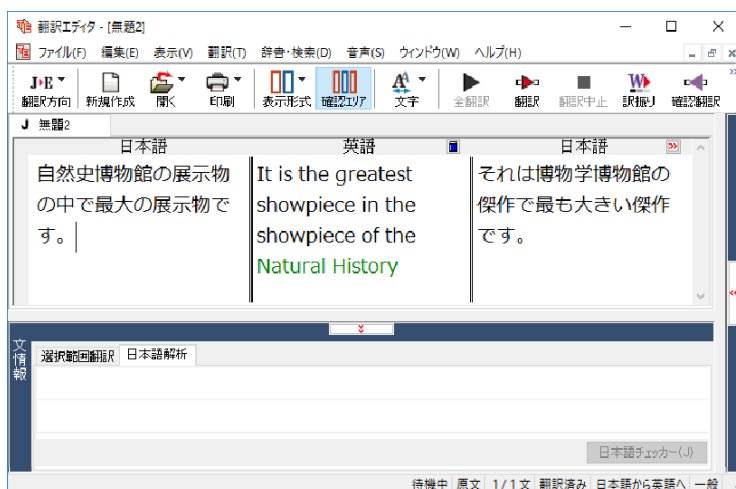 翻訳エディタ - [無題2]
ファイル(F) 編集(E) 表示(V) 翻訳(T) 辞書・検索(D) 音声(S) ウィンドウ(W) ヘルプ(H)
J▸E
翻訳方向 新規作成 開く 印刷 表示形式 確認エリア 文字 全翻訳 翻訳 翻訳中止 訳振り 確認翻訳
J 無題2
日本語 英語 日本語
自然史博物館の展示物 It is the greatest それは博物学博物館の
の中で最大の展示物で showpiece in the 傑作で最も大きい傑作
す。 showpiece of the です。
Natural History
文情報
選択範囲翻訳 日本語解析
日本語チェッカー(J)
待機中 原文 1/1文 翻訳済み 日本語から英語へ 一般